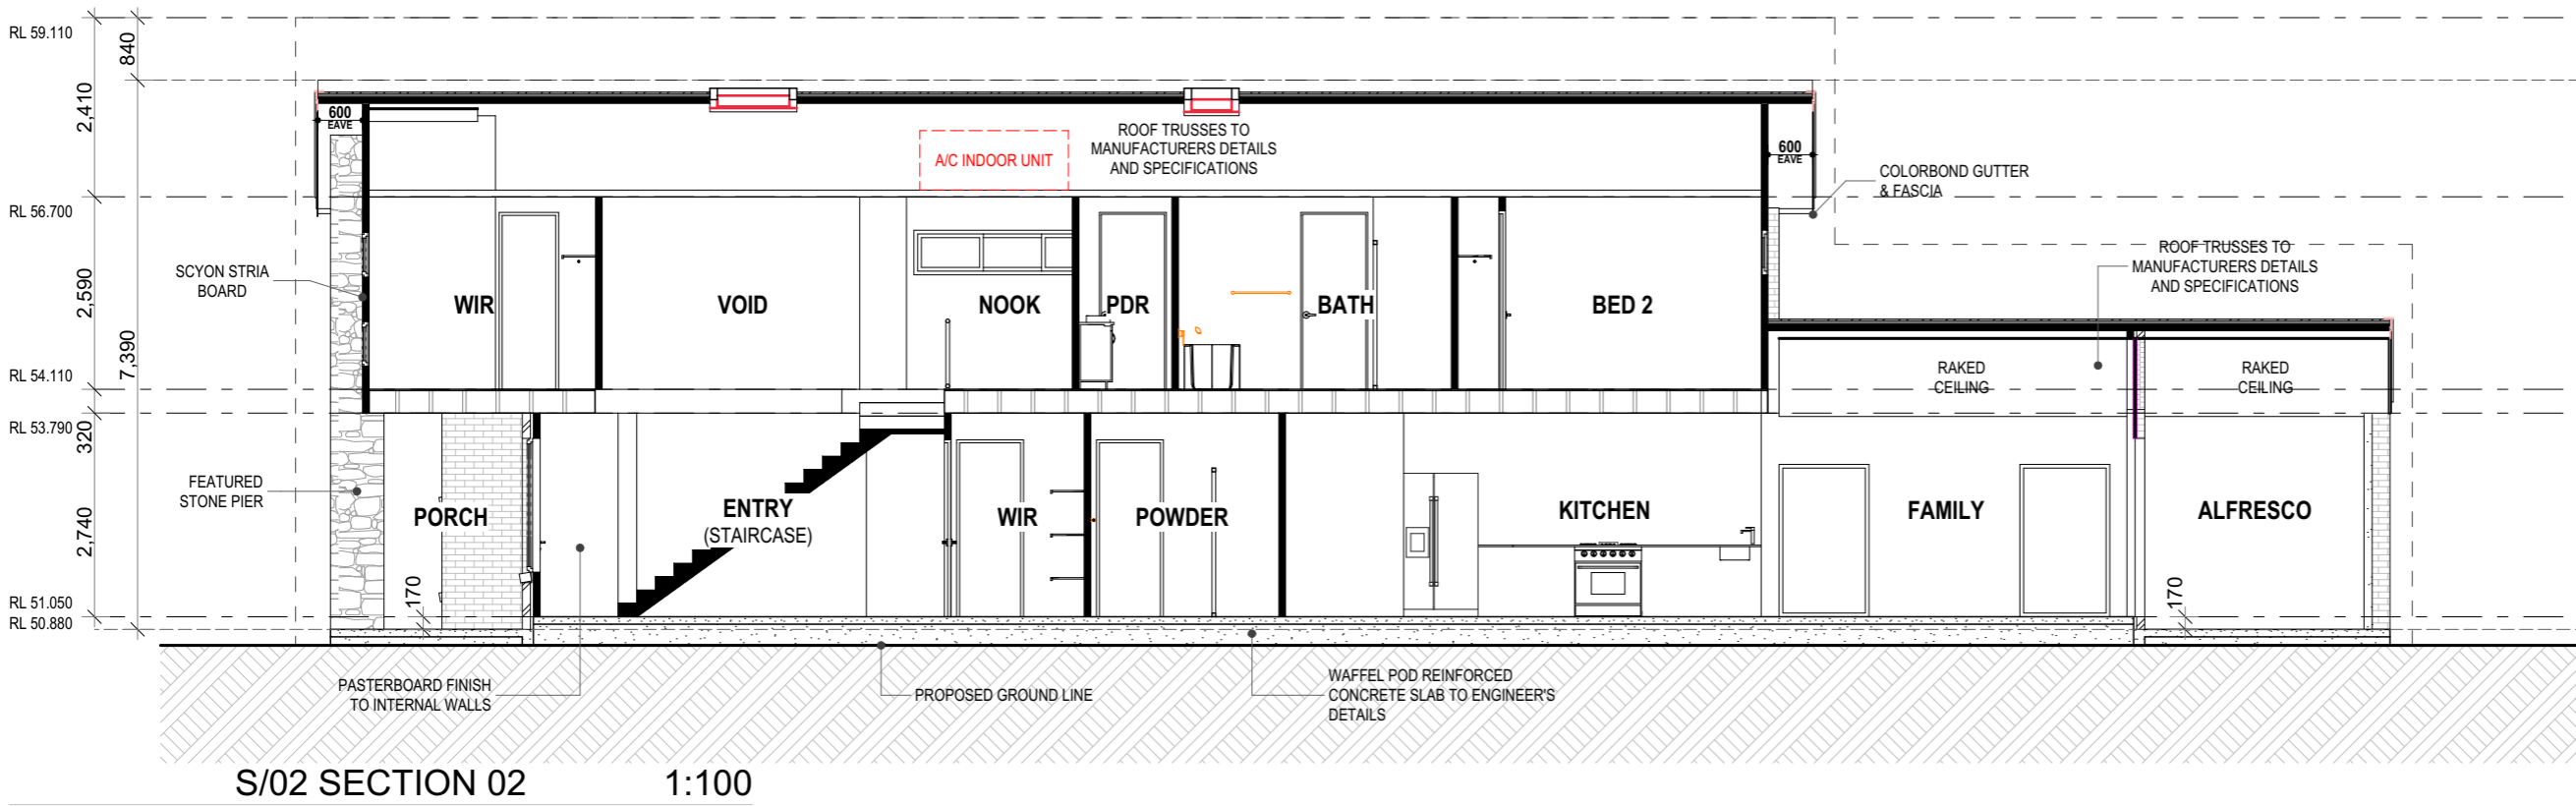 RL 59.110
840
2,410
600
EAVE
ROOF TRUSSES TO
MANUFACTURERS DETAILS
AND SPECIFICATIONS
A/C INDOOR UNIT
600
EAVE
COLORBOND GUTTER
& FASCIA
RL 56.700
ROOF TRUSSES TO
MANUFACTURERS DETAILS
AND SPECIFICATIONS
SCYON STRIA
BOARD
2,590
7,390
WIR
VOID
NOOK
PDR
BATH
BED 2
RL 54.110
RAKED
CEILING
RAKED
CEILING
RL 53.790
320
FEATURED
STONE PIER
2,740
PORCH
ENTRY
(STAIRCASE)
WIR
POWDER
KITCHEN
FAMILY
ALFRESCO
170
170
RL 51.050
RL 50.880
PASTERBOARD FINISH
TO INTERNAL WALLS
PROPOSED GROUND LINE
WAFFEL POD REINFORCED
CONCRETE SLAB TO ENGINEER'S
DETAILS
S/02 SECTION 02 1:100